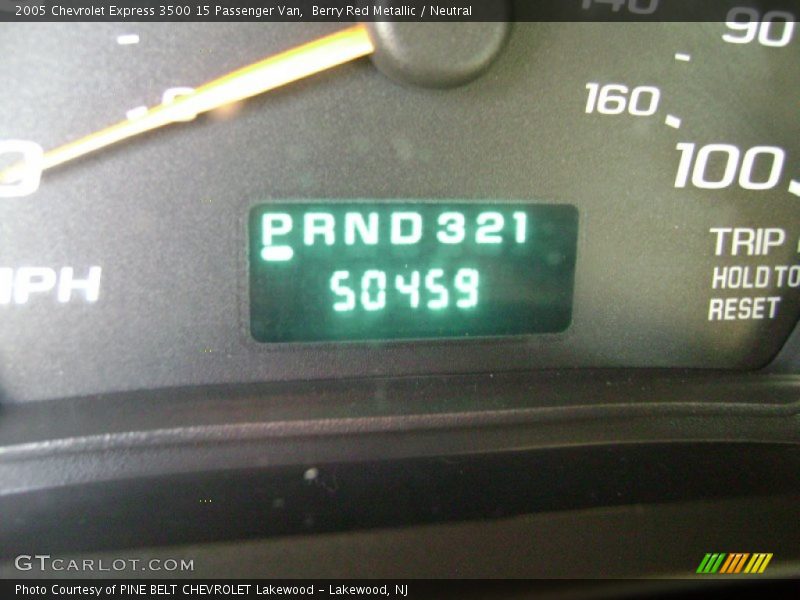 2005 Chevrolet Express 3500 15 Passenger Van, Berry Red Metallic / Neutral
140
90
160
100
PRND321
50459
MPH
TRIP
HOLD TO
RESET
GTCARLOT.COM
Photo Courtesy of PINE BELT CHEVROLET Lakewood - Lakewood, NJ